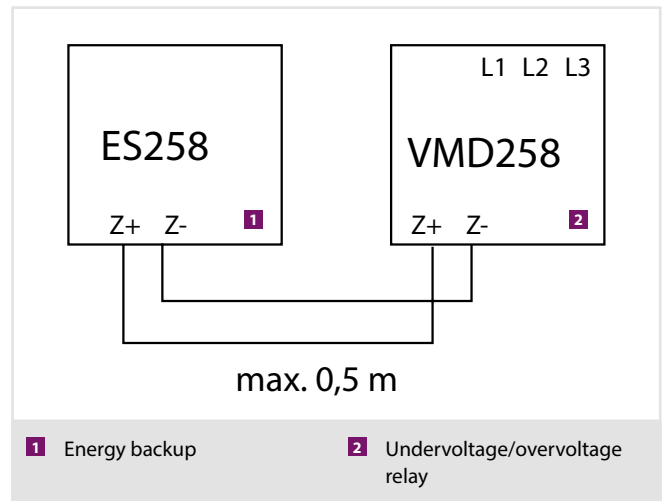 L1 L2 L3
ES258
VMD258
Z+ Z- 1
Z+ Z- 2
max. 0,5 m
1 Energy backup
2 Undervoltage/overvoltage
relay